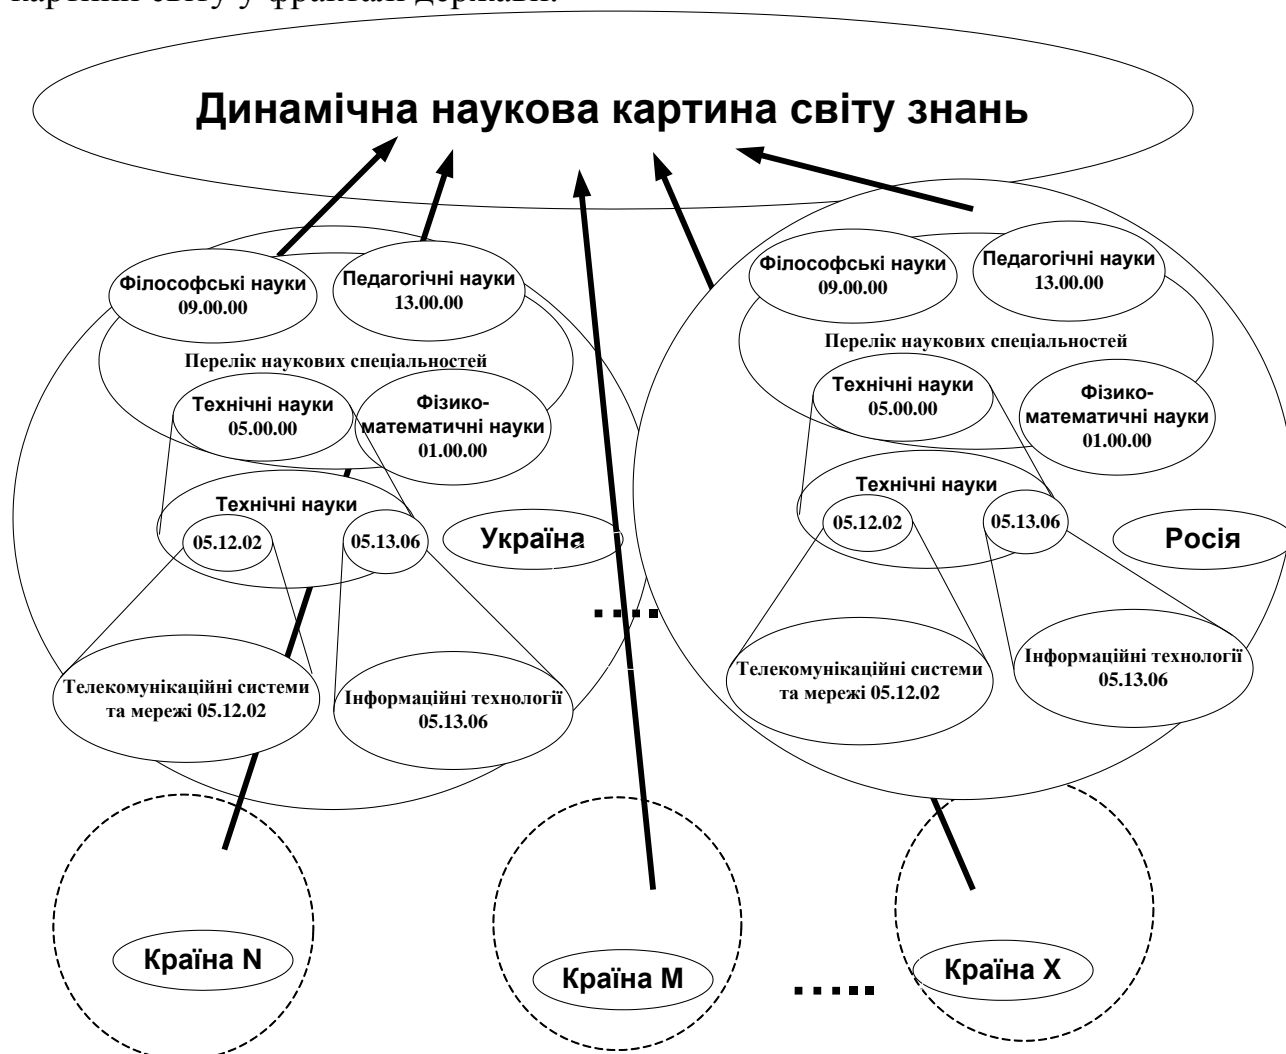 картини світу у фракталі держави.
Динамічна наукова картина світу знань
Філософські науки
09.00.00
Педагогічні науки
13.00.00
Перелік наукових спеціальностей
Технічні науки
05.00.00
Фізико-
математичні науки
01.00.00
Технічні науки
05.12.02
05.13.06
Україна
Телекомунікаційні системи
та мережі 05.12.02
Інформаційні технології
05.13.06
Філософські науки
09.00.00
Педагогічні науки
13.00.00
Перелік наукових спеціальностей
Технічні науки
05.00.00
Фізико-
математичні науки
01.00.00
Технічні науки
05.12.02
05.13.06
Росія
Телекомунікаційні системи
та мережі 05.12.02
Інформаційні технології
05.13.06
.....
Країна N
Країна M
.....
Країна X